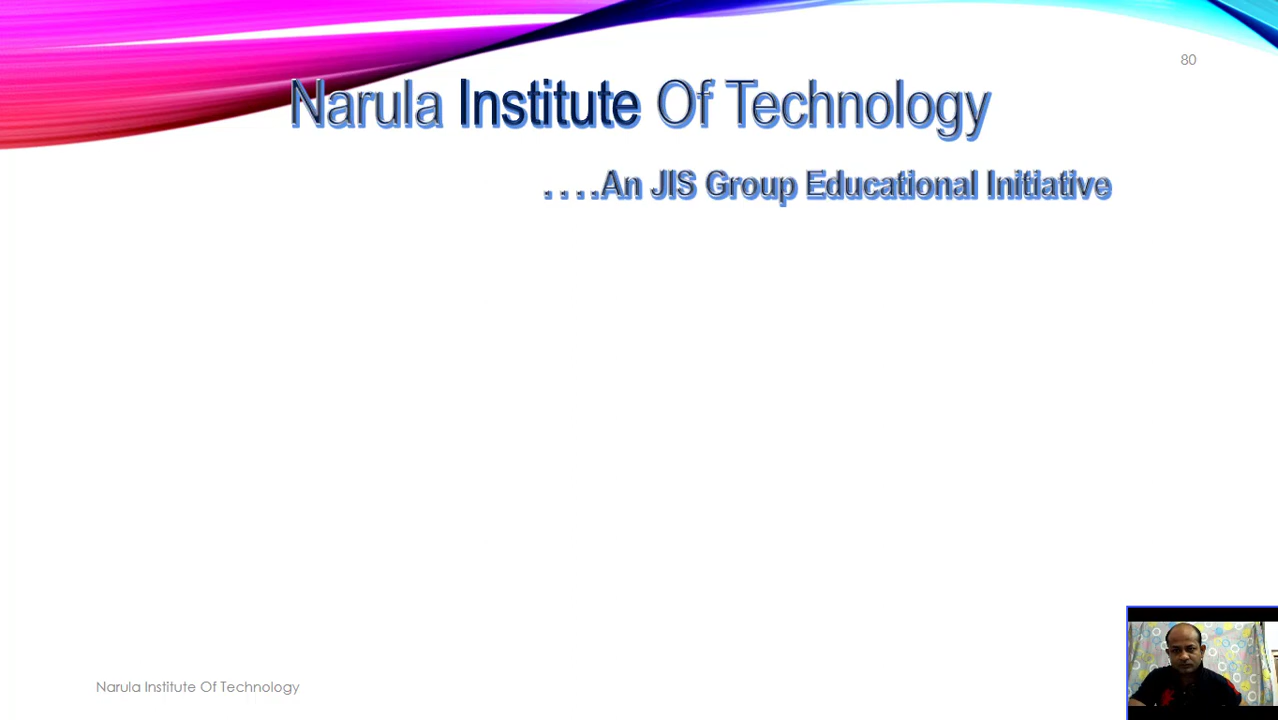 80
Narula Institute Of Technology
....An JIS Group Educational Initiative
Narula Institute Of Technology